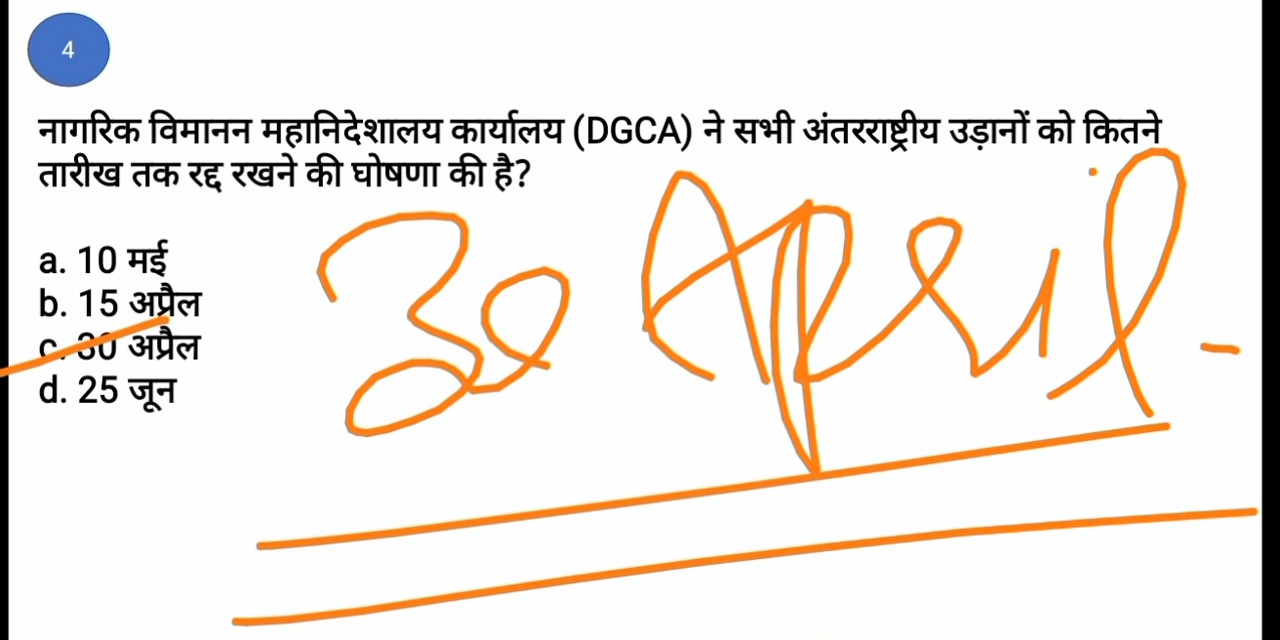 4
नागरिक विमानन महानिदेशालय कार्यालय (DGCA) ने सभी अंतरराष्ट्रीय उड़ानों को कितने
तारीख तक रद्द रखने की घोषणा की है?
a. 10 मई
b. 15 अप्रैल
c. 30 अप्रैल
d. 25 जून
30 April